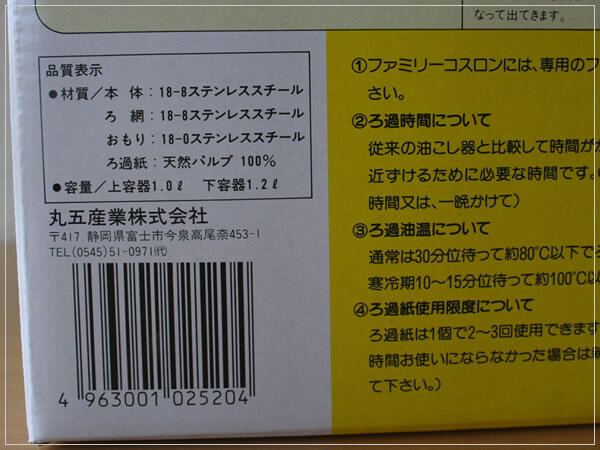 なって出てきます。
品質表示
●材質／本　体：18-8ステンレススチール
ろ　網：18-8ステンレススチール
おもり：18-0ステンレススチール
ろ過紙：天然パルプ 100%
●容量／上容器1.0ℓ　下容器1.2ℓ
丸五産業株式会社
〒417 静岡県富士市今泉高尾奈453-1
TEL(0545)51-0971㈹
4 963001 025204
①ファミリーコスロンには、専用のフ
さい。
②ろ過時間について
従来の油こし器と比較して時間がか
近ずけるために必要な時間です。(
時間又は、一晩かけて)
③ろ過油温について
通常は30分位待って約80℃以下でろ
寒冷期10〜15分位待って約100℃以
④ろ過紙使用限度について
ろ過紙は1個で2〜3回使用できます
時間お使いにならなかった場合は
て下さい。)